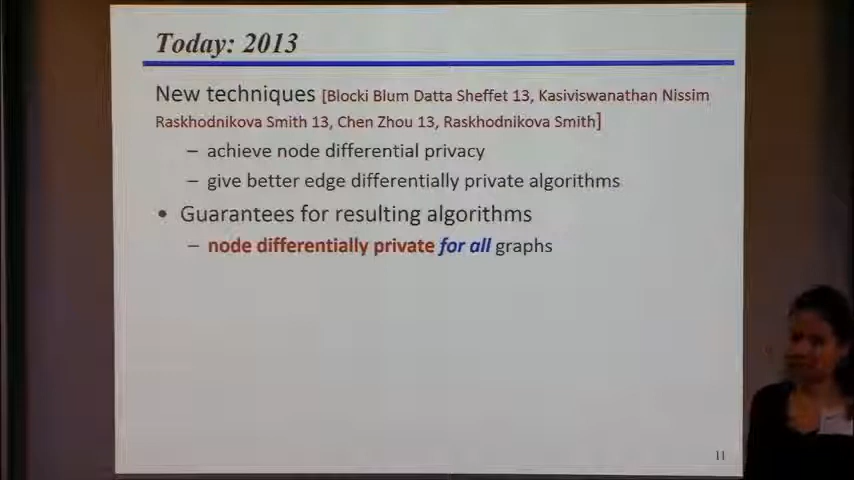 Today: 2013
New techniques [Blocki Blum Datta Sheffet 13, Kasiviswanathan Nissim
Raskhodnikova Smith 13, Chen Zhou 13, Raskhodnikova Smith]
– achieve node differential privacy
– give better edge differentially private algorithms
• Guarantees for resulting algorithms
– node differentially private for all graphs
11